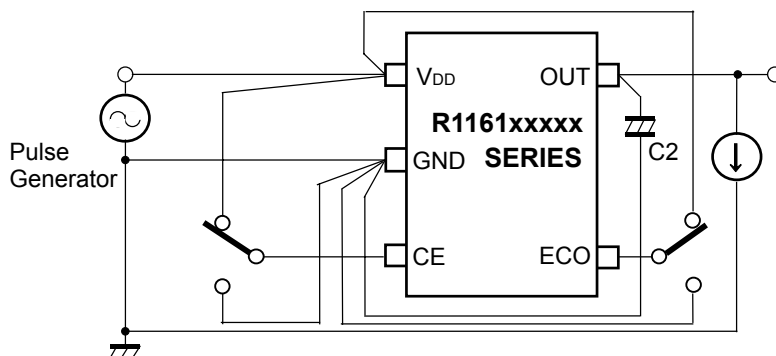 VDD
OUT
R1161xxxxx
SERIES
GND
C2
Pulse
Generator
CE
ECO